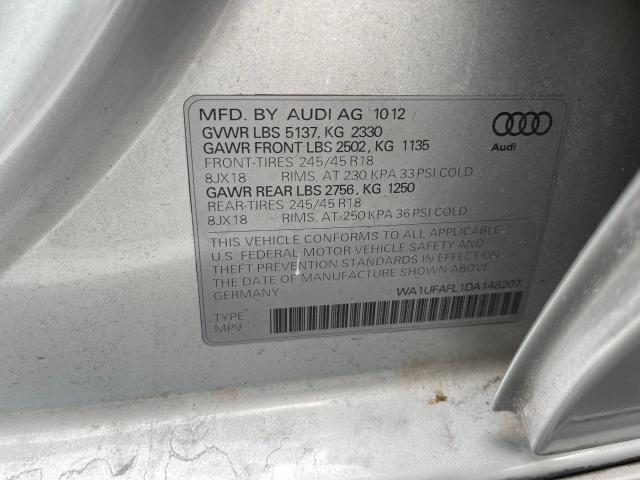 MFD. BY AUDI AG 10 12
GVWR LBS 5137, KG 2330
GAWR FRONT LBS 2502, KG 1135
FRONT-TIRES 245/45 R18
8JX18 RIMS, AT 230 KPA 33 PSI COLD
GAWR REAR LBS 2756, KG 1250
REAR-TIRES 245/45 R18
8JX18 RIMS, AT 250 KPA 36 PSI COLD
Audi
THIS VEHICLE CONFORMS TO ALL APPLICABLE
U.S. FEDERAL MOTOR VEHICLE SAFETY AND
THEFT PREVENTION STANDARDS IN EFFECT ON
THE DATE OF MANUFACTURE SHOWN ABOVE.
GERMANY
WA1UFAFL1DA148207
TYPE:
MPV